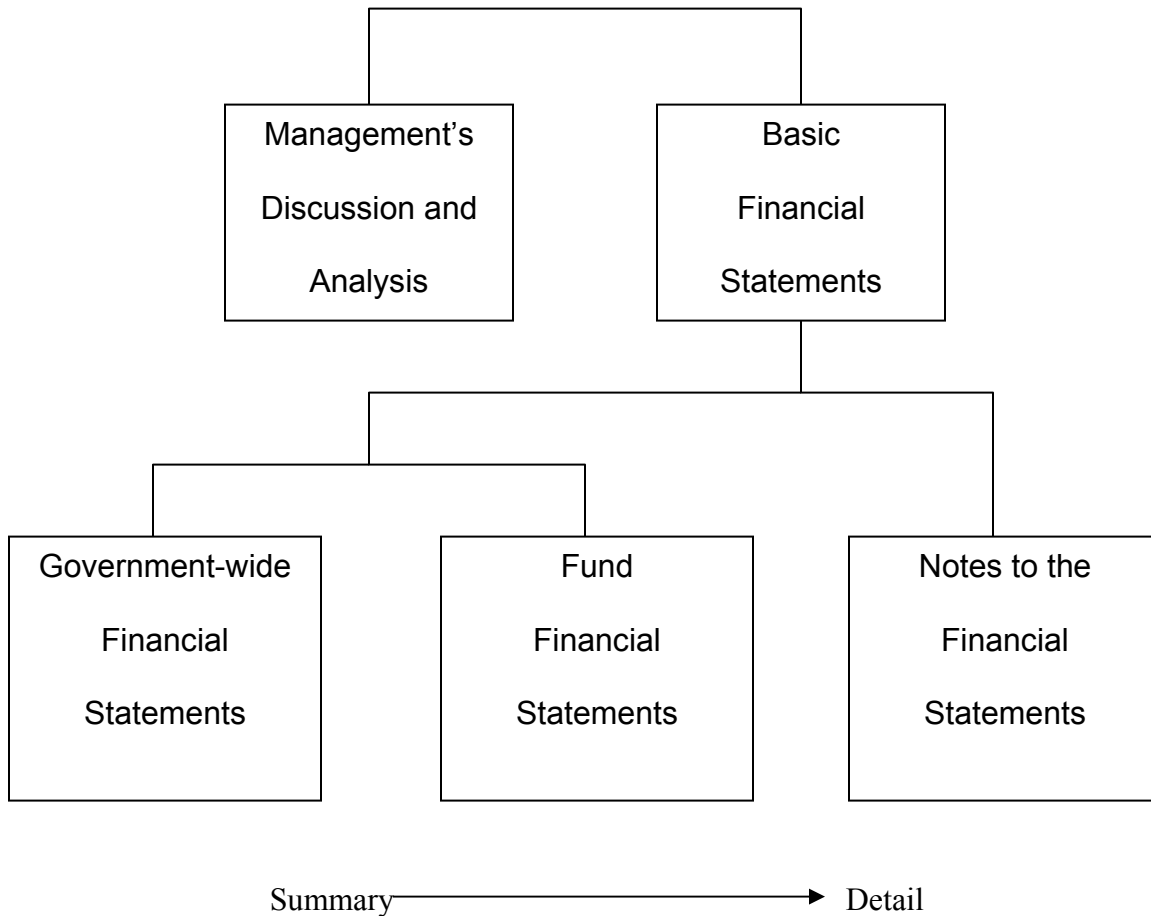 Management’s
Discussion and
Analysis
Basic
Financial
Statements
Government-wide
Financial
Statements
Fund
Financial
Statements
Notes to the
Financial
Statements
Summary
Detail